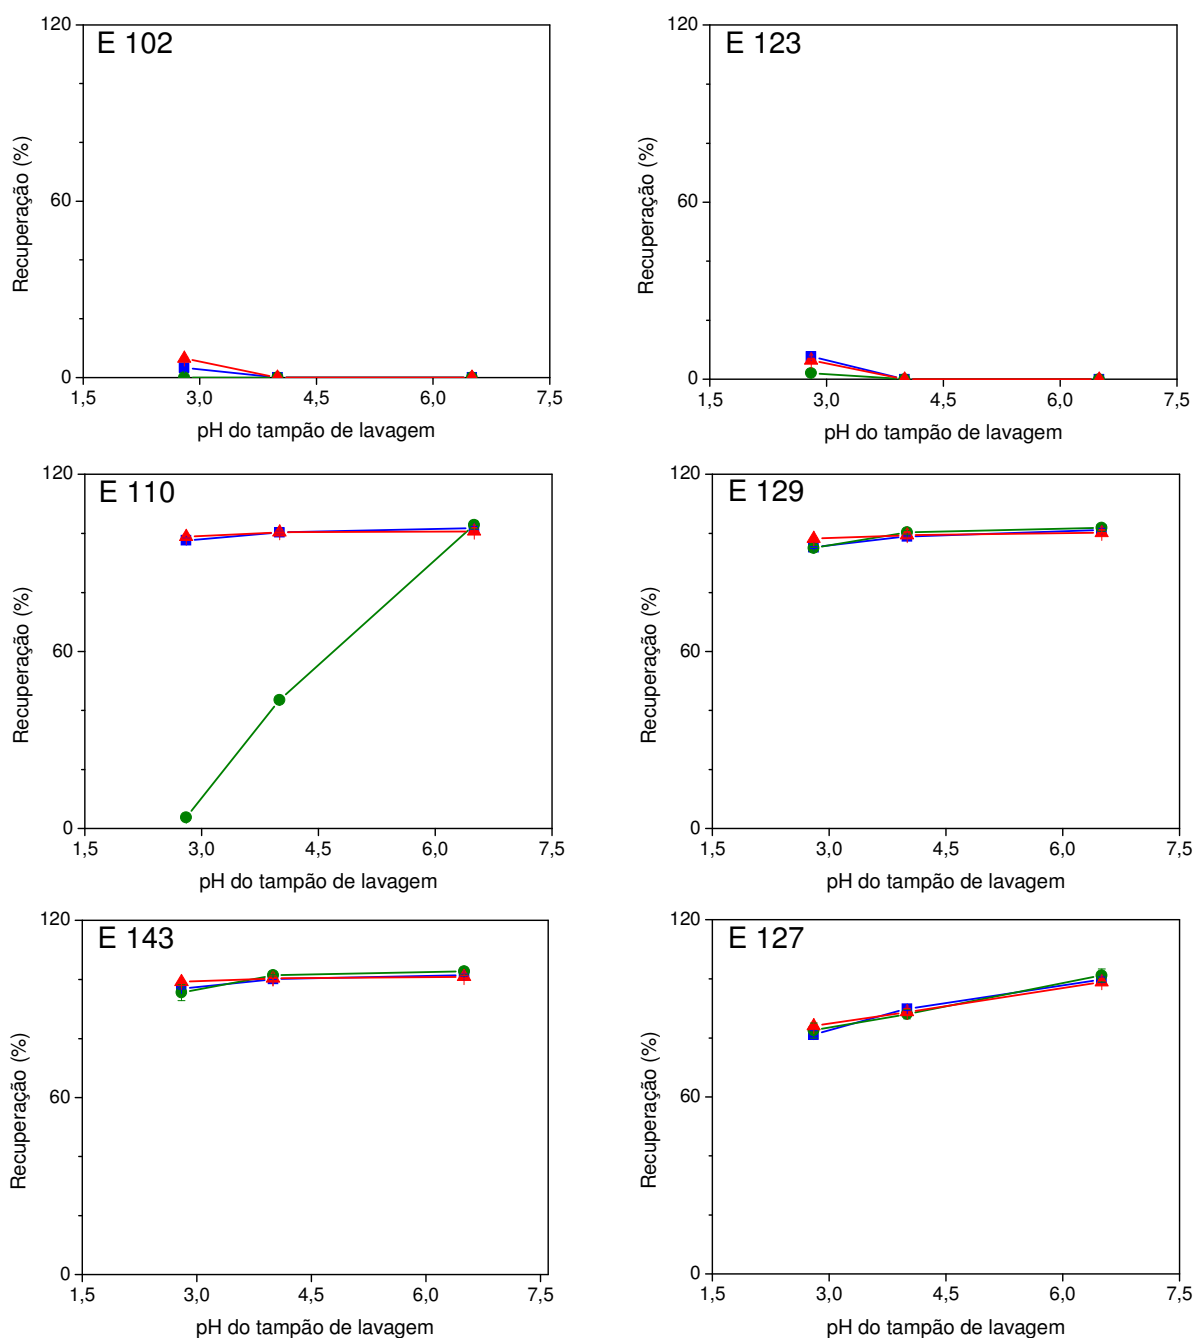 E 102
120
60
0
1,5 3,0 4,5 6,0 7,5
Recuperação (%)
pH do tampão de lavagem
E 123
120
60
0
1,5 3,0 4,5 6,0 7,5
Recuperação (%)
pH do tampão de lavagem
E 110
120
60
0
1,5 3,0 4,5 6,0 7,5
Recuperação (%)
pH do tampão de lavagem
E 129
120
60
0
1,5 3,0 4,5 6,0 7,5
Recuperação (%)
pH do tampão de lavagem
E 143
120
60
0
1,5 3,0 4,5 6,0 7,5
Recuperação (%)
pH do tampão de lavagem
E 127
120
60
0
1,5 3,0 4,5 6,0 7,5
Recuperação (%)
pH do tampão de lavagem